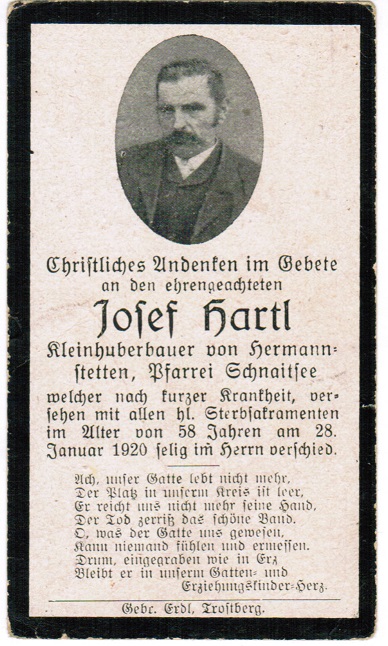 Christliches Andenken im Gebete
an den ehrengeachteten
Josef Hartl
Kleinhuberbauer von Hermann-
stetten, Pfarrei Schnaitsee
welcher nach kurzer Krankheit, ver-
sehen mit allen hl. Sterbsakramenten
im Alter von 58 Jahren am 28.
Januar 1920 selig im Herrn verschied.
Ach, unser Gatte lebt nicht mehr,
Der Platz in unserm Kreis ist leer,
Er reicht uns nicht mehr seine Hand,
Der Tod zerriß das schöne Band.
O, was der Gatte uns gewesen,
Kann niemand fühlen und ermessen.
Drum, eingegraben wie in Erz
Bleibt er in unserm Gatten- und
Erziehungskinder-Herz.
Gebr. Erdl, Trostberg.